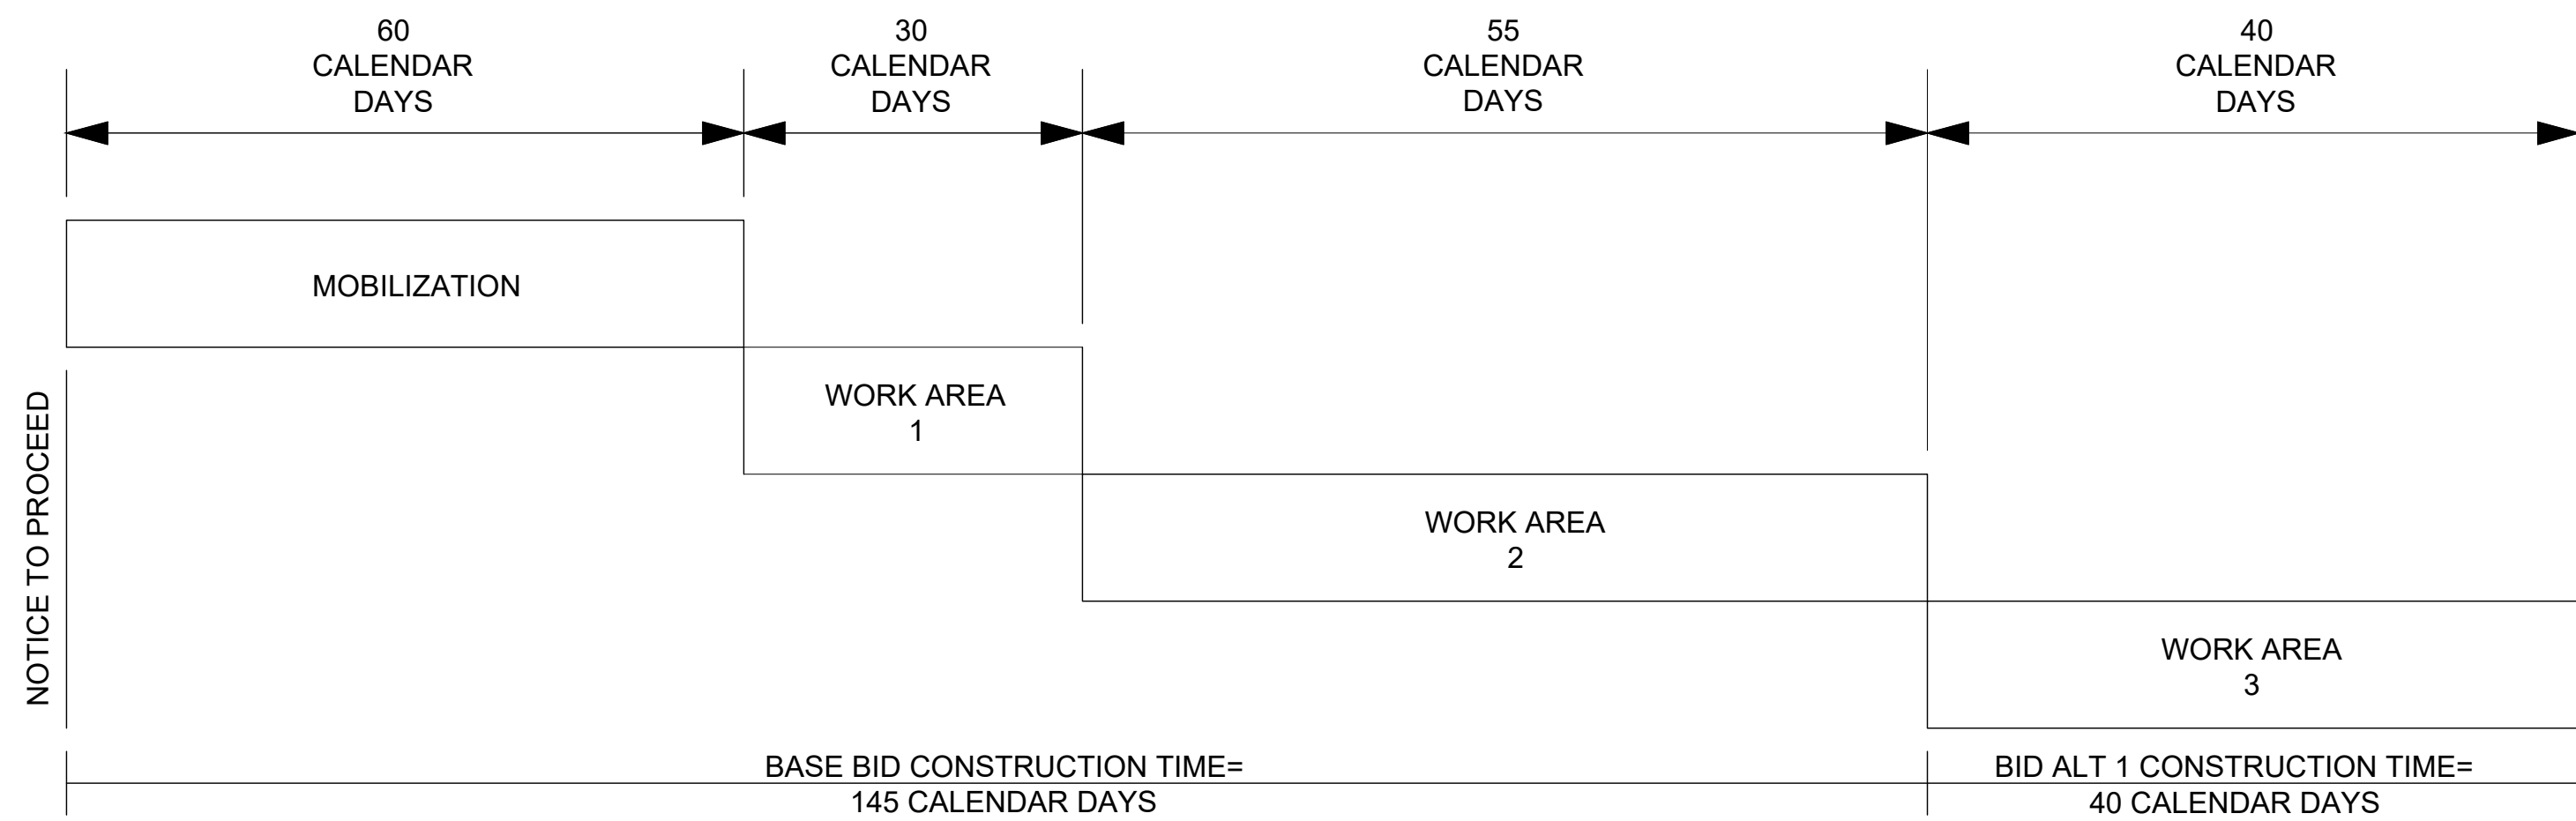 60
CALENDAR
DAYS
30
CALENDAR
DAYS
55
CALENDAR
DAYS
40
CALENDAR
DAYS
MOBILIZATION
WORK AREA
1
WORK AREA
2
WORK AREA
3
NOTICE TO PROCEED
BASE BID CONSTRUCTION TIME=
145 CALENDAR DAYS
BID ALT 1 CONSTRUCTION TIME=
40 CALENDAR DAYS